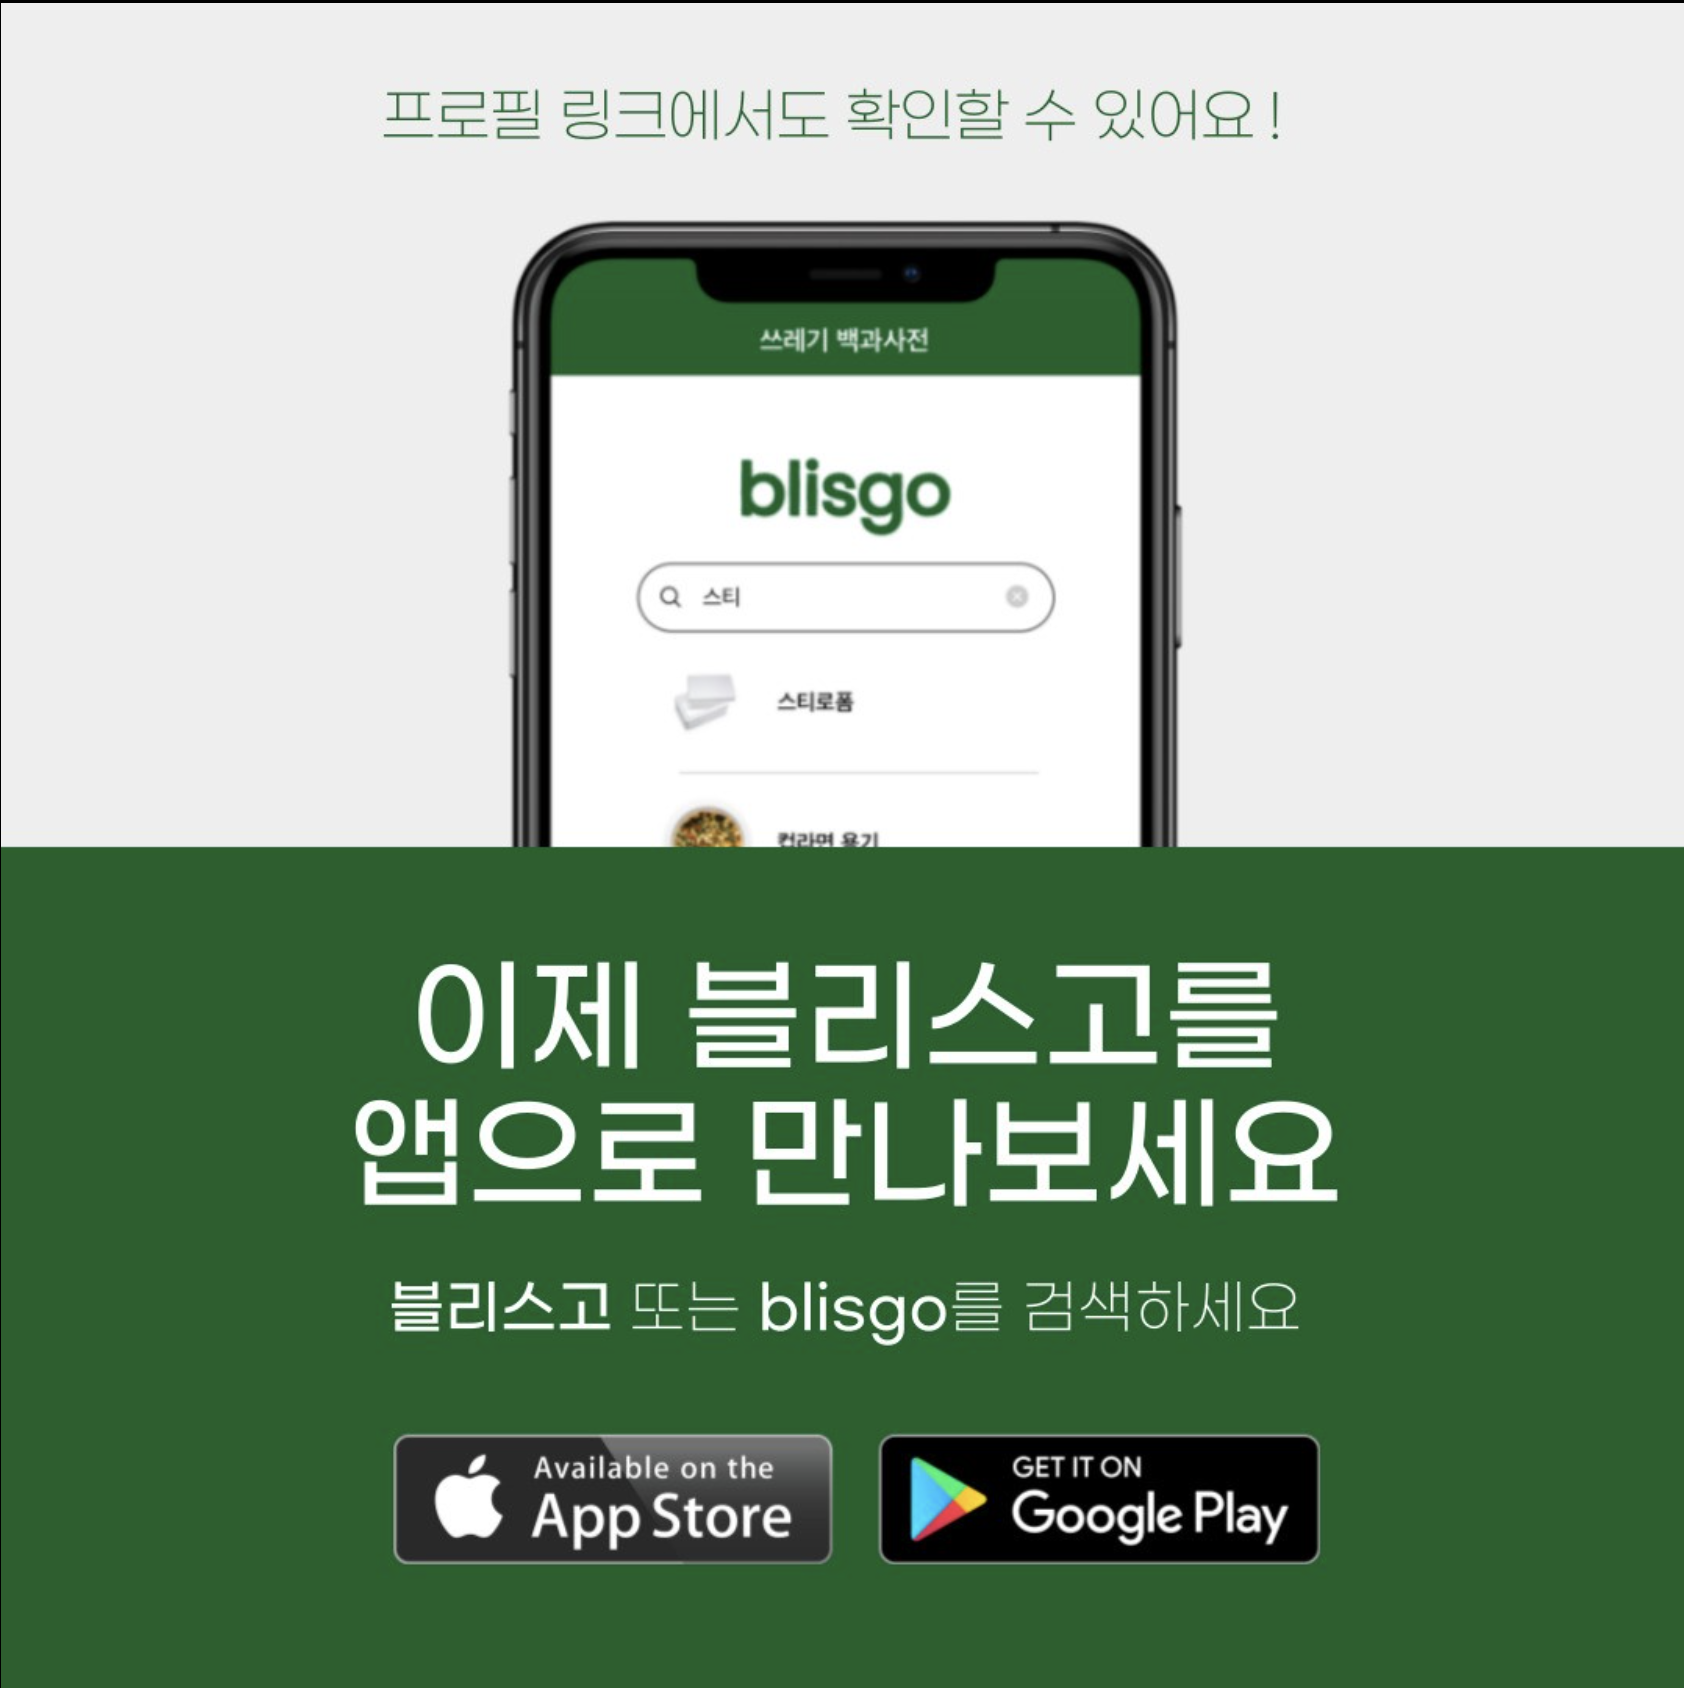 프로필 링크에서도 확인할 수 있어요!
쓰레기 백과사전
blisgo
스티
스티로폼
컵라면 용기
이제 블리스고를
앱으로 만나보세요
블리스고 또는 blisgo를 검색하세요
Available on the
App Store
GET IT ON
Google Play